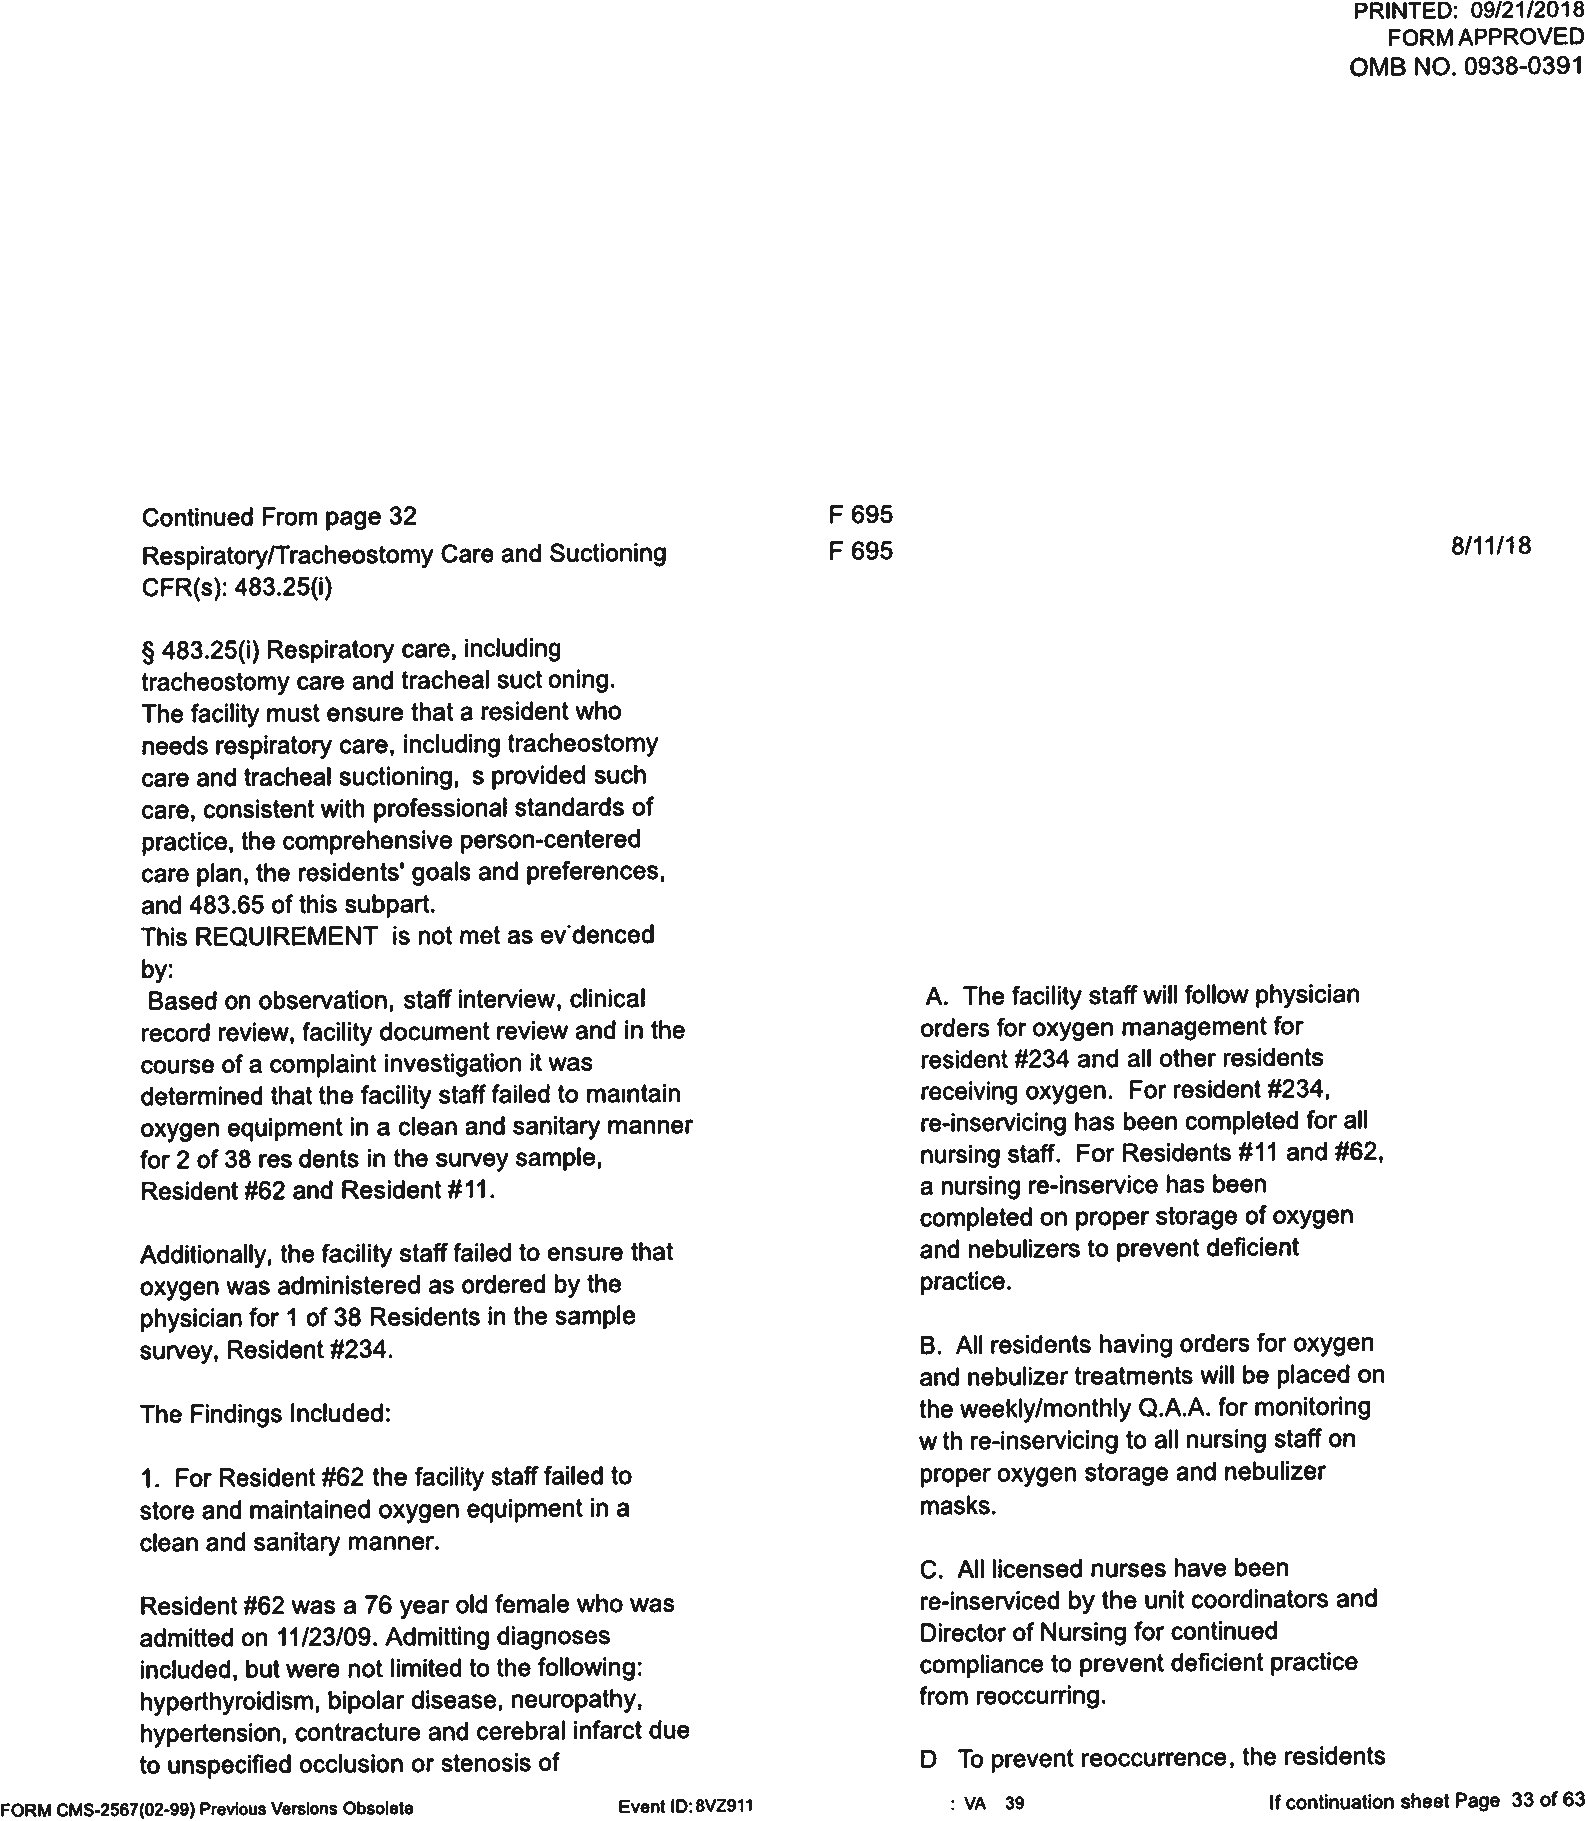 PRINTED: 09/21/2018
FORM APPROVED
OMB NO. 0938-0391
Continued From page 32
F 695
Respiratory/Tracheostomy Care and Suctioning
F 695
8/11/18
CFR(s): 483.25(i)
§ 483.25(i) Respiratory care, including
tracheostomy care and tracheal suct oning.
The facility must ensure that a resident who
needs respiratory care, including tracheostomy
care and tracheal suctioning,  s provided such
care, consistent with professional standards of
practice, the comprehensive person-centered
care plan, the residents' goals and preferences,
and 483.65 of this subpart.
This REQUIREMENT  is not met as ev'denced
by:
Based on observation, staff interview, clinical
record review, facility document review and in the
course of a complaint investigation it was
determined that the facility staff failed to maintain
oxygen equipment in a clean and sanitary manner
for 2 of 38 res dents in the survey sample,
Resident #62 and Resident #11.
Additionally, the facility staff failed to ensure that
oxygen was administered as ordered by the
physician for 1 of 38 Residents in the sample
survey, Resident #234.
The Findings Included:
1.  For Resident #62 the facility staff failed to
store and maintained oxygen equipment in a
clean and sanitary manner.
Resident #62 was a 76 year old female who was
admitted on 11/23/09. Admitting diagnoses
included, but were not limited to the following:
hyperthyroidism, bipolar disease, neuropathy,
hypertension, contracture and cerebral infarct due
to unspecified occlusion or stenosis of
A.  The facility staff will follow physician
orders for oxygen management for
resident #234 and all other residents
receiving oxygen.  For resident #234,
re-inservicing has been completed for all
nursing staff.  For Residents #11 and #62,
a nursing re-inservice has been
completed on proper storage of oxygen
and nebulizers to prevent deficient
practice.
B.  All residents having orders for oxygen
and nebulizer treatments will be placed on
the weekly/monthly Q.A.A. for monitoring
w th re-inservicing to all nursing staff on
proper oxygen storage and nebulizer
masks.
C.  All licensed nurses have been
re-inserviced by the unit coordinators and
Director of Nursing for continued
compliance to prevent deficient practice
from reoccurring.
D  To prevent reoccurrence, the residents
FORM CMS-2567(02-99) Previous Versions Obsolete
Event ID: 8VZ911
: VA 39
If continuation sheet Page 33 of 63